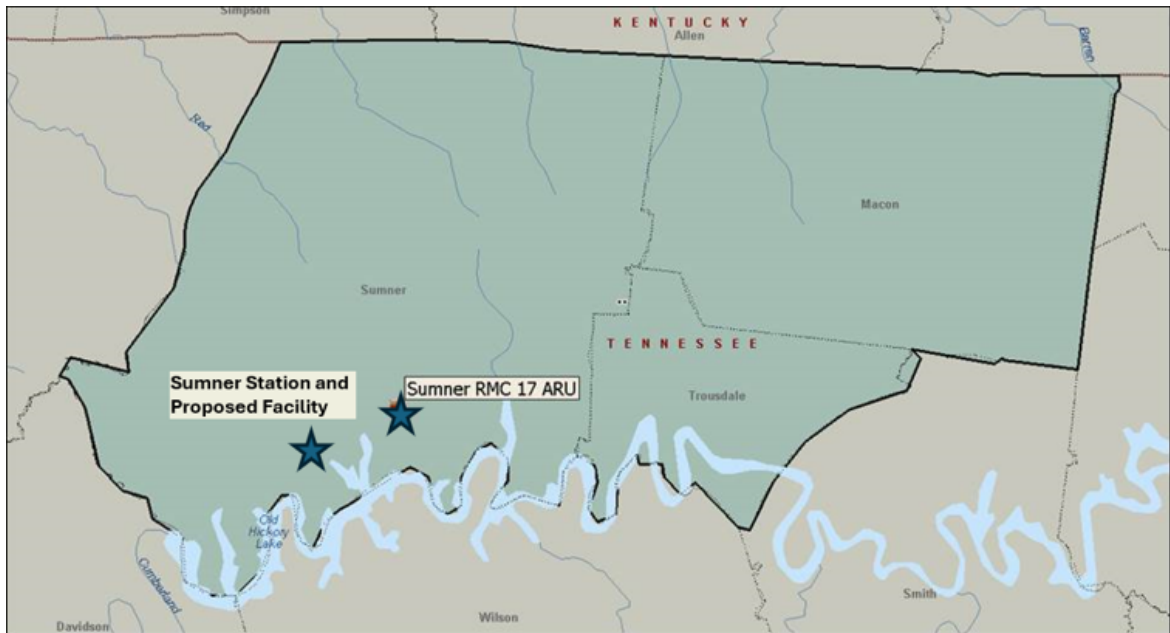 Simpson
KENTUCKY
Allen
Barren
Red
Macon
Sumner
TENNESSEE
Sumner Station and
Proposed Facility
Sumner RMC 17 ARU
Trousdale
Old
Hickory
Lake
Cumberland
Smith
Wilson
Davidson